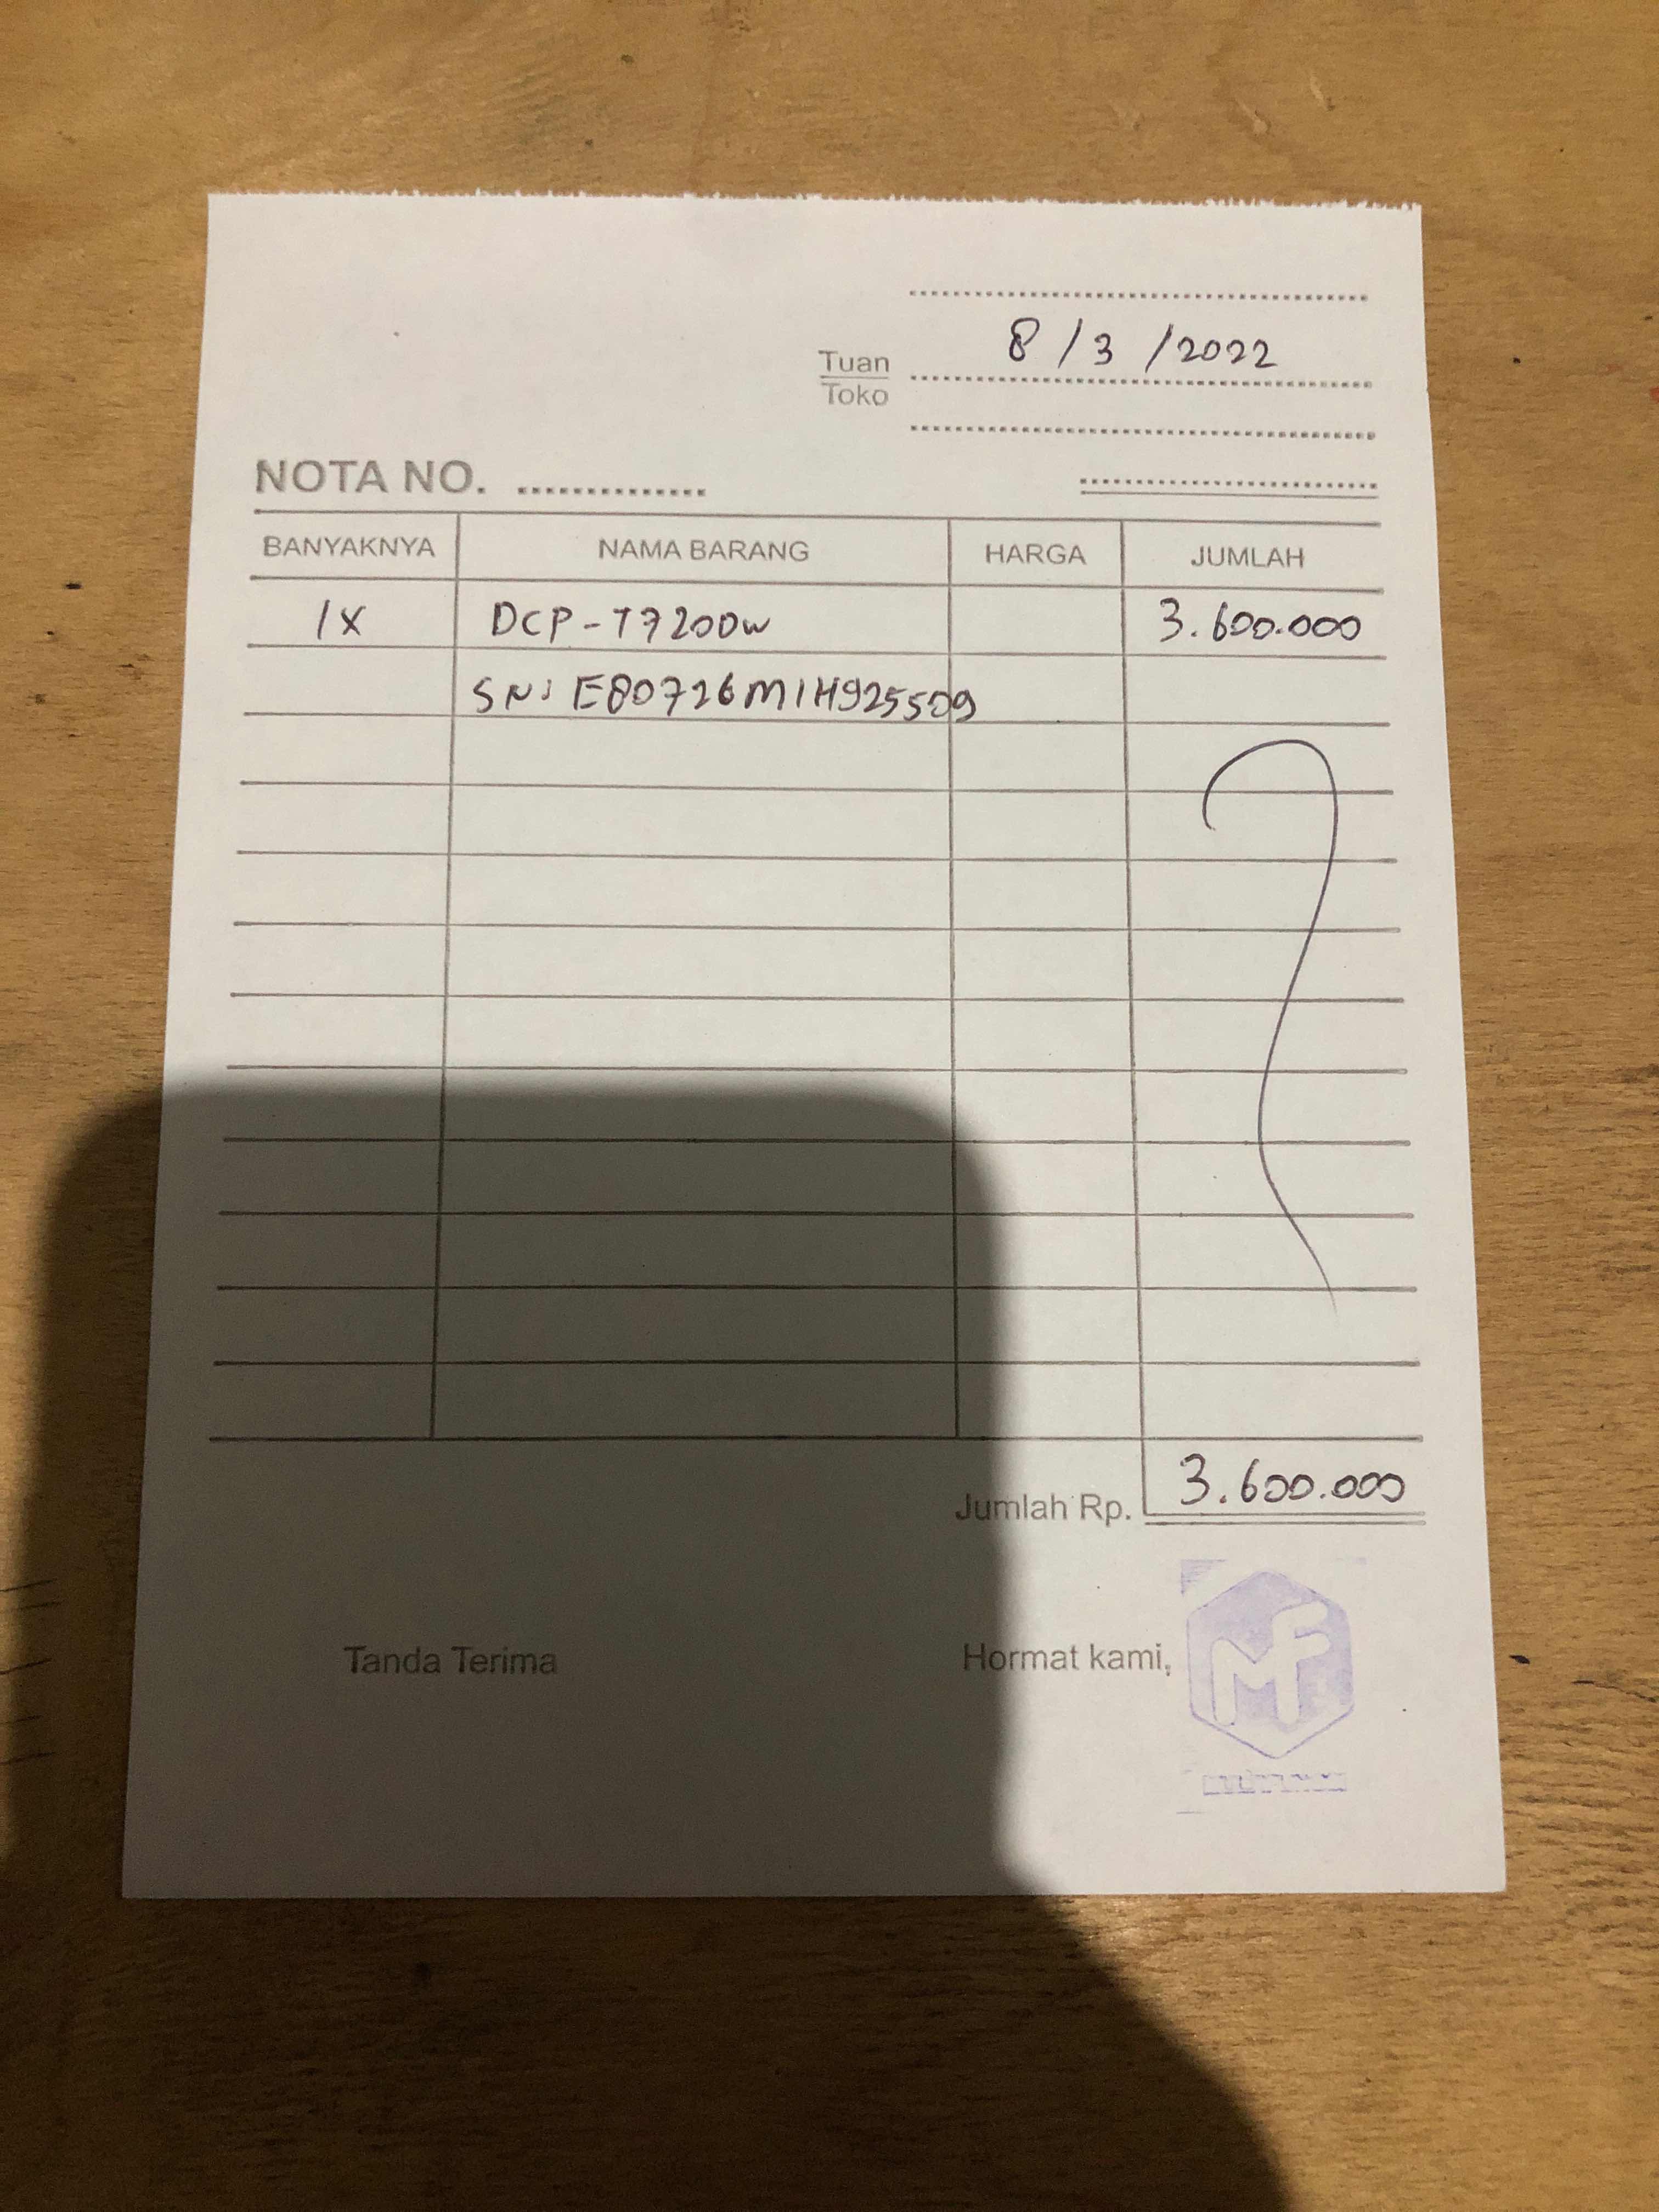 8/3/2022
Tuan
Toko
NOTA NO. ..............
BANYAKNYA NAMA BARANG HARGA JUMLAH
1X DCP-T7200w 3.600.000
SN: E80726M1H925509
Jumlah Rp. 3.600.000
Tanda Terima Hormat kami,
MF